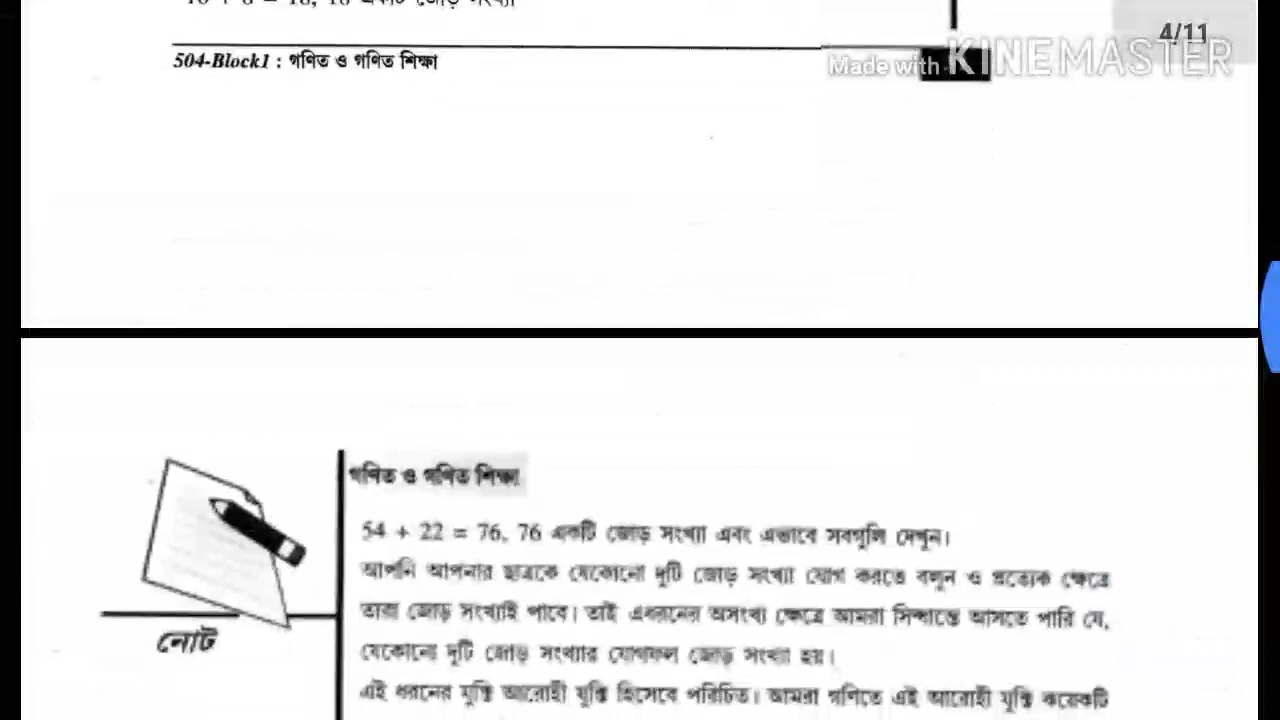 একটি জোড় সংখ্যা
4/11
504-Block1 : গণিত ও গণিত শিক্ষা
Made with KINEMASTER
গণিত ও গণিত শিক্ষা
54 + 22 = 76, 76 একটি জোড় সংখ্যা এবং এভাবে সবগুলি দেখুন।
আপনি আপনার ছাত্রকে যেকোনো দুটি জোড় সংখ্যা যোগ করতে বলুন ও প্রত্যেক ক্ষেত্রে
তারা জোড় সংখ্যাই পাবে। তাই এধরনের অসংখ্য ক্ষেত্রে আমরা সিদ্ধান্তে আসতে পারি যে,
যেকোনো দুটি জোড় সংখ্যার যোগফল জোড় সংখ্যা হয়।
নোট
এই ধরনের যুক্তি আরোহী যুক্তি হিসেবে পরিচিত। আমরা গণিতে এই আরোহী যুক্তি কয়েকটি